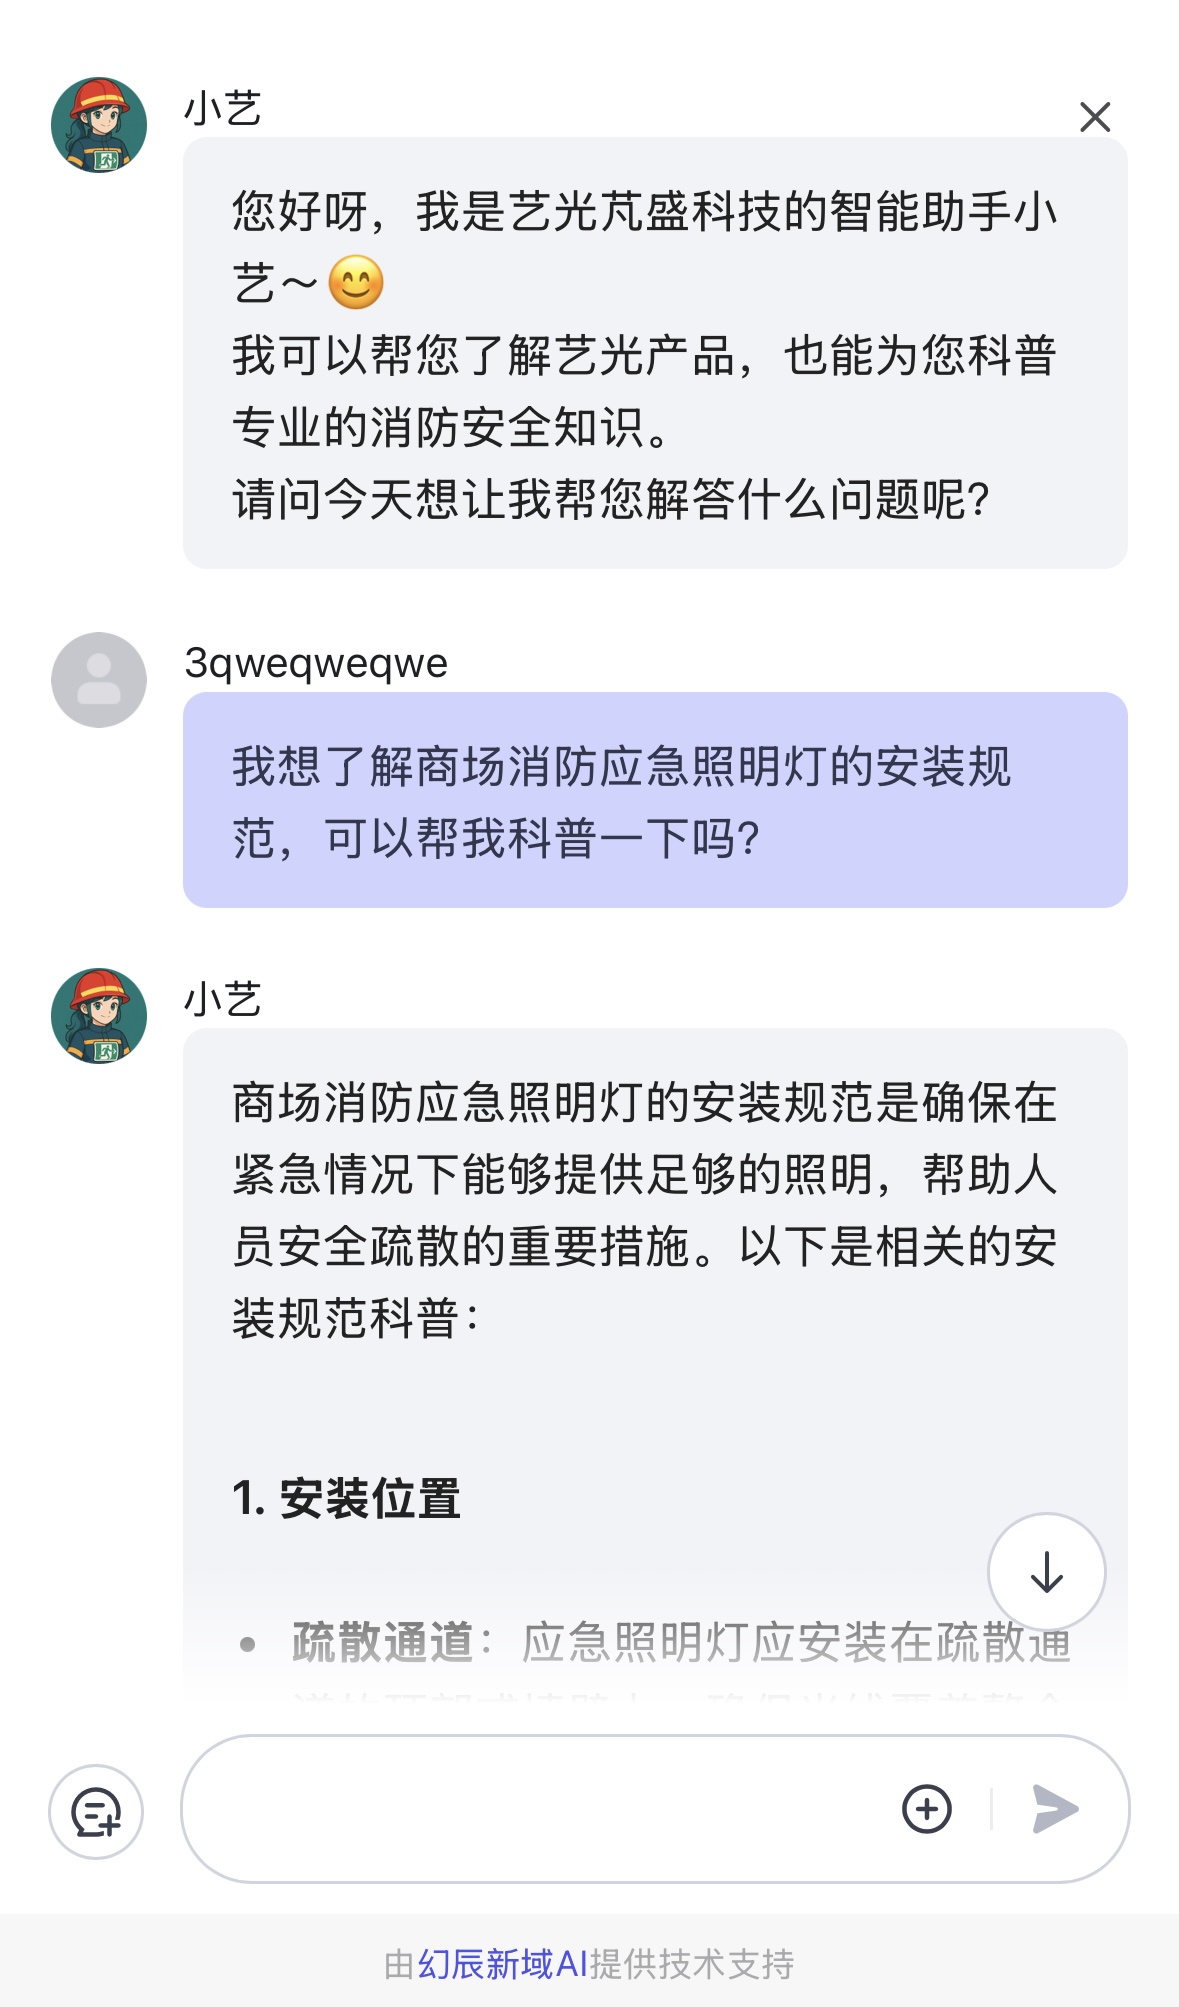 小艺
您好呀，我是艺光芃盛科技的智能助手小
艺～😊
我可以帮您了解艺光产品，也能为您科普
专业的消防安全知识。
请问今天想让我帮您解答什么问题呢?
3qweqweqwe
我想了解商场消防应急照明灯的安装规
范，可以帮我科普一下吗?
小艺
商场消防应急照明灯的安装规范是确保在
紧急情况下能够提供足够的照明，帮助人
员安全疏散的重要措施。以下是相关的安
装规范科普：
1. 安装位置
• 疏散通道：应急照明灯应安装在疏散通
由幻辰新域AI提供技术支持